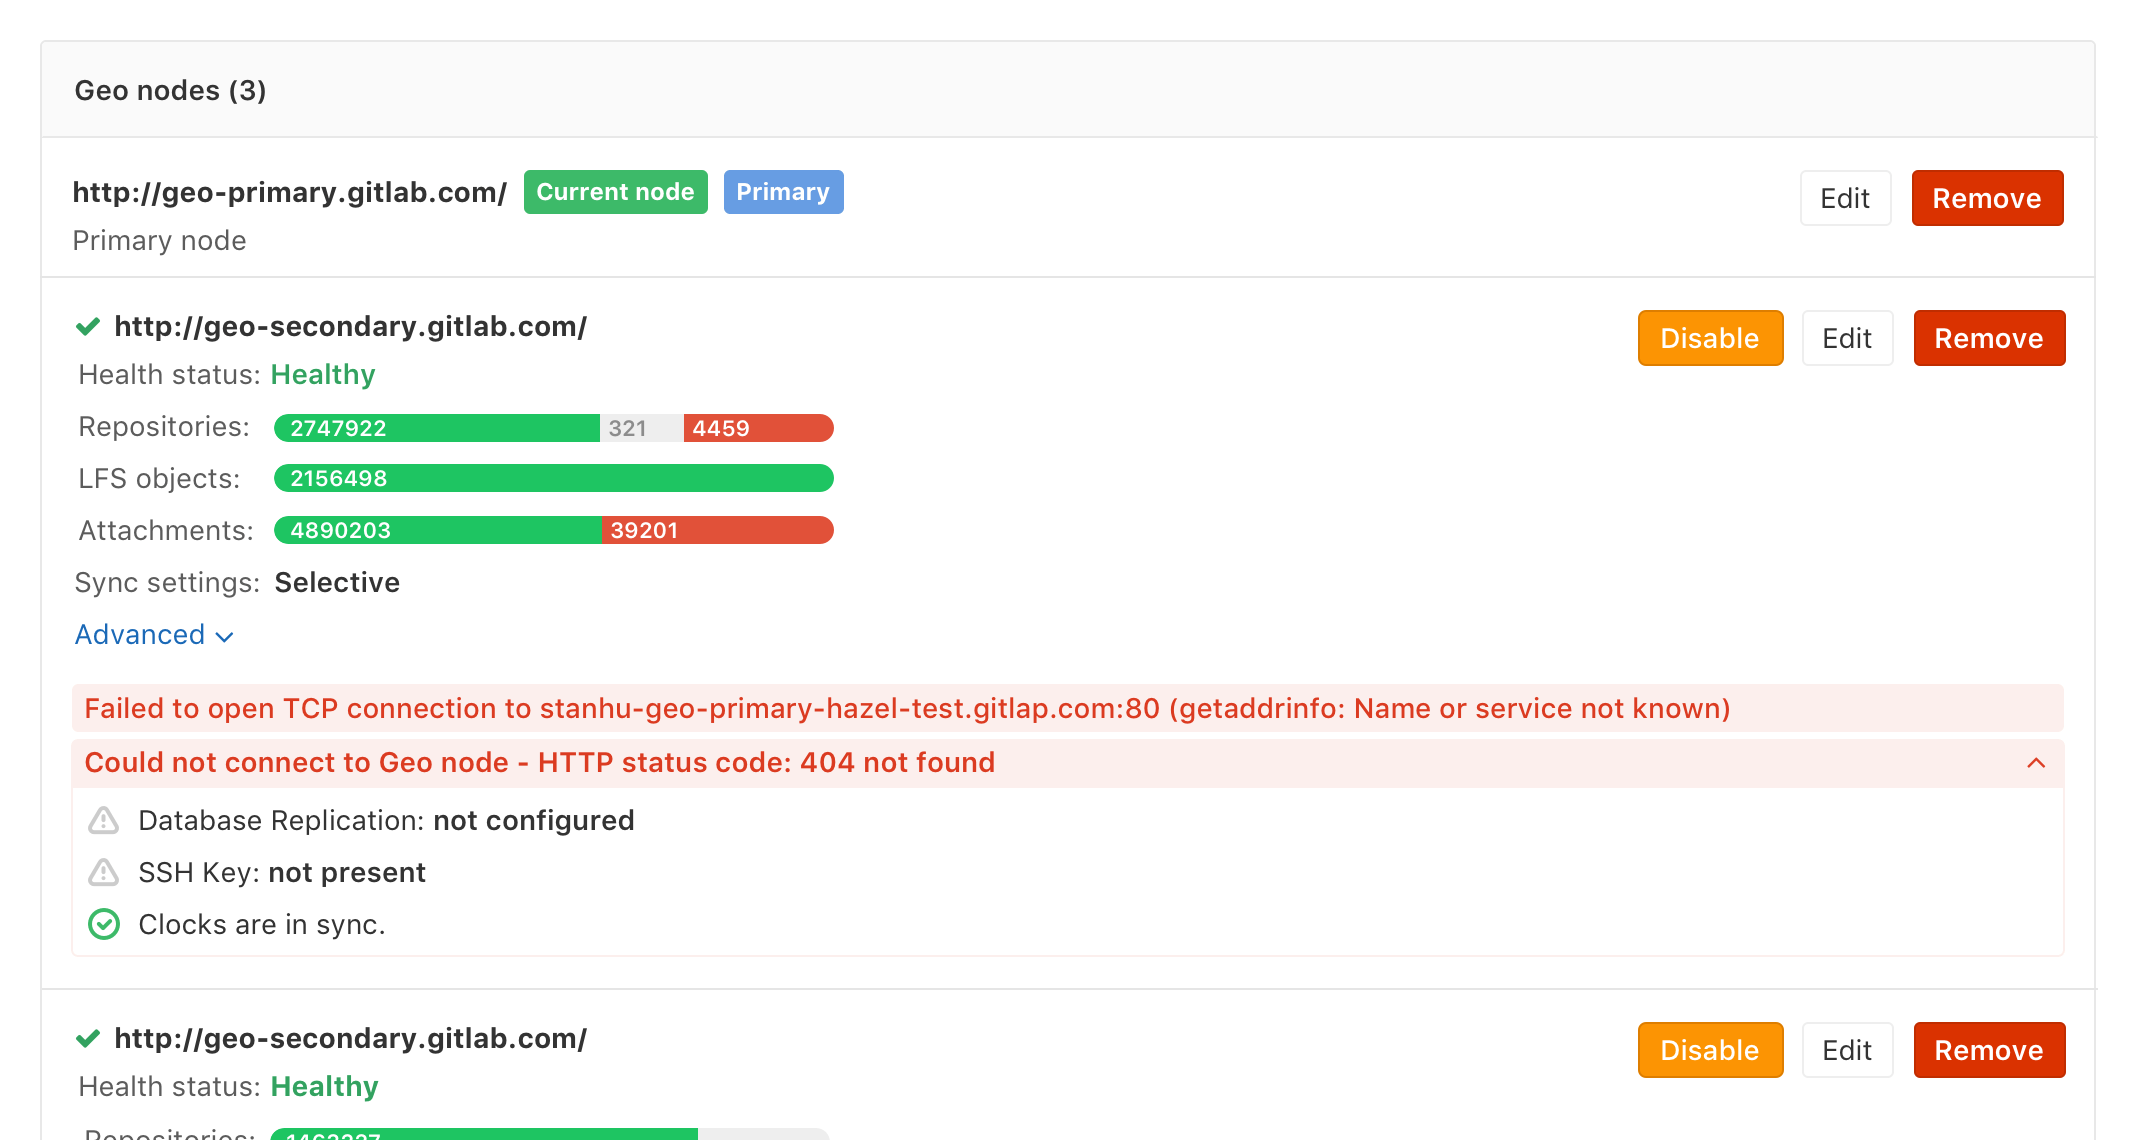 Geo nodes (3)
http://geo-primary.gitlab.com/ Current node Primary Edit Remove
Primary node
http://geo-secondary.gitlab.com/ Disable Edit Remove
Health status: Healthy
Repositories: 2747922 321 4459
LFS objects: 2156498
Attachments: 4890203 39201
Sync settings: Selective
Advanced
Failed to open TCP connection to stanhu-geo-primary-hazel-test.gitlap.com:80 (getaddrinfo: Name or service not known)
Could not connect to Geo node - HTTP status code: 404 not found
Database Replication: not configured
SSH Key: not present
Clocks are in sync.
http://geo-secondary.gitlab.com/ Disable Edit Remove
Health status: Healthy
Repositories: